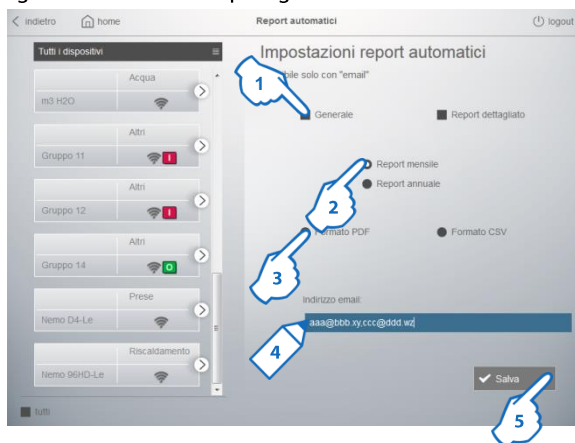 indietro home Report automatici logout
Tutti i dispositivi
Impostazioni report automatici
solo con "email"
Acqua
m3 H2O
1
Generale Report dettagliato
Altri
Gruppo 11 I
Report mensile
Report annuale
2
Altri
Gruppo 12 I
Formato PDF Formato CSV
3
Altri
Gruppo 14 O
Indirizzo email:
aaa@bbb.xy,ccc@ddd.wz
4
Prese
Nemo D4-Le
Riscaldamento
Nemo 96HD-Le
Salva
5
tutti